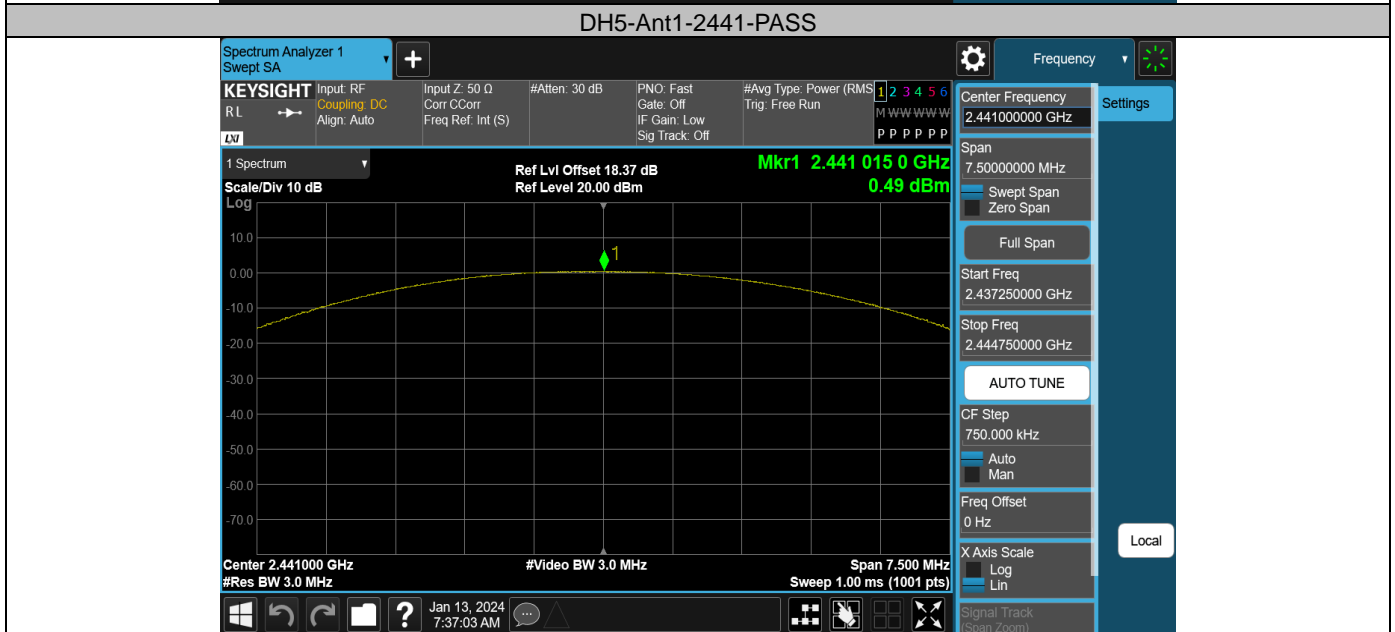 DH5-Ant1-2441-PASS
Spectrum Analyzer 1
Swept SA
Frequency
KEYSIGHT
RL
LXI
Input: RF
Coupling: DC
Align: Auto
Input Z: 50 Ω
Corr CCorr
Freq Ref: Int (S)
#Atten: 30 dB
PNO: Fast
Gate: Off
IF Gain: Low
Sig Track: Off
#Avg Type: Power (RMS
Trig: Free Run
1 2 3 4 5 6
M W W W W W
P P P P P P
1 Spectrum
Scale/Div 10 dB
Log
Ref Lvl Offset 18.37 dB
Ref Level 20.00 dBm
Mkr1 2.441 015 0 GHz
0.49 dBm
1
10.0
0.00
-10.0
-20.0
-30.0
-40.0
-50.0
-60.0
-70.0
Center 2.441000 GHz
#Res BW 3.0 MHz
#Video BW 3.0 MHz
Span 7.500 MHz
Sweep 1.00 ms (1001 pts)
Center Frequency
2.441000000 GHz
Settings
Span
7.50000000 MHz
Swept Span
Zero Span
Full Span
Start Freq
2.437250000 GHz
Stop Freq
2.444750000 GHz
AUTO TUNE
CF Step
750.000 kHz
Auto
Man
Freq Offset
0 Hz
X Axis Scale
Log
Lin
Local
Signal Track
(Span Zoom)
?
Jan 13, 2024
7:37:03 AM